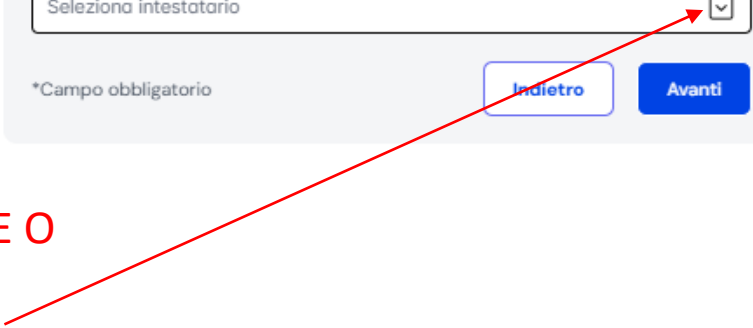 Seleziona intestatario
*Campo obbligatorio
Indietro
Avanti
E O